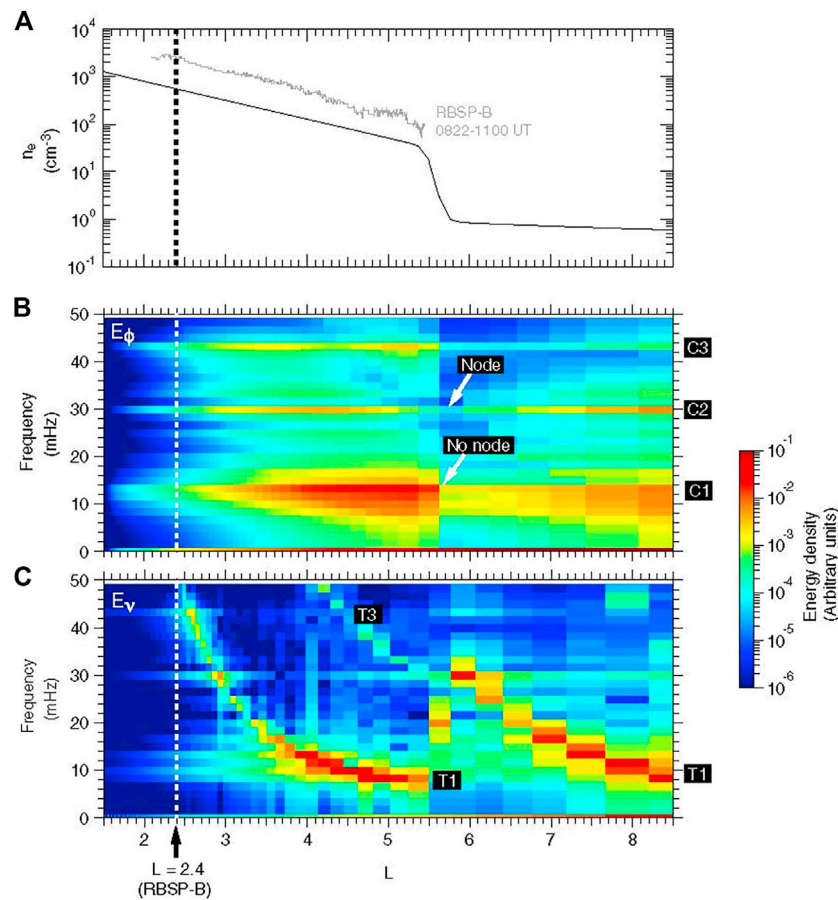 A
10^4
10^3
10^2
10^1
10^0
10^-1
n_e
(cm^-3)
RBSP-B
0822-1100 UT
B
50
40
30
20
10
0
Frequency
(mHz)
E_ϕ
Node
No node
C3
C2
C1
C
50
40
30
20
10
0
Frequency
(mHz)
E_ν
T3
T1
T1
2
3
4
5
6
7
8
L
L = 2.4
(RBSP-B)
10^-1
10^-2
10^-3
10^-4
10^-5
10^-6
Energy density
(Arbitrary units)